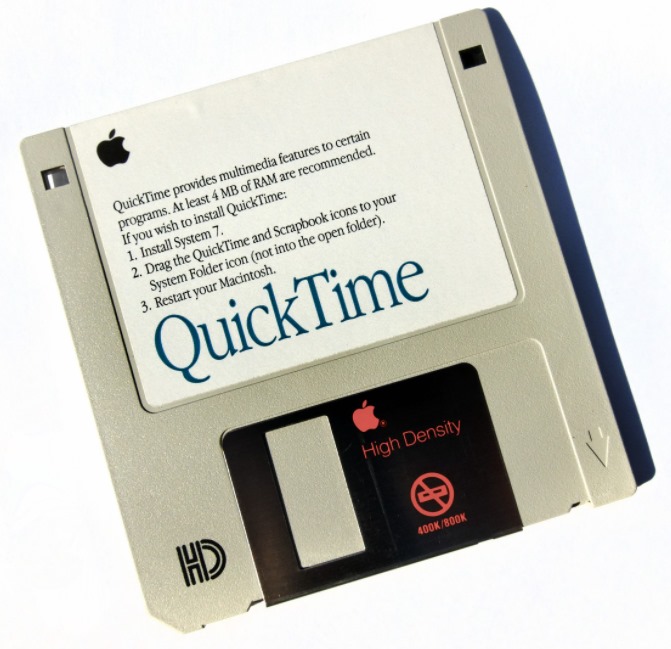 QuickTime provides multimedia features to certain
programs. At least 4 MB of RAM are recommended.
If you wish to install QuickTime:
1. Install System 7.
2. Drag the QuickTime and Scrapbook icons to your
System Folder icon (not into the open folder).
3. Restart your Macintosh.
QuickTime
High Density
400K/800K
HD